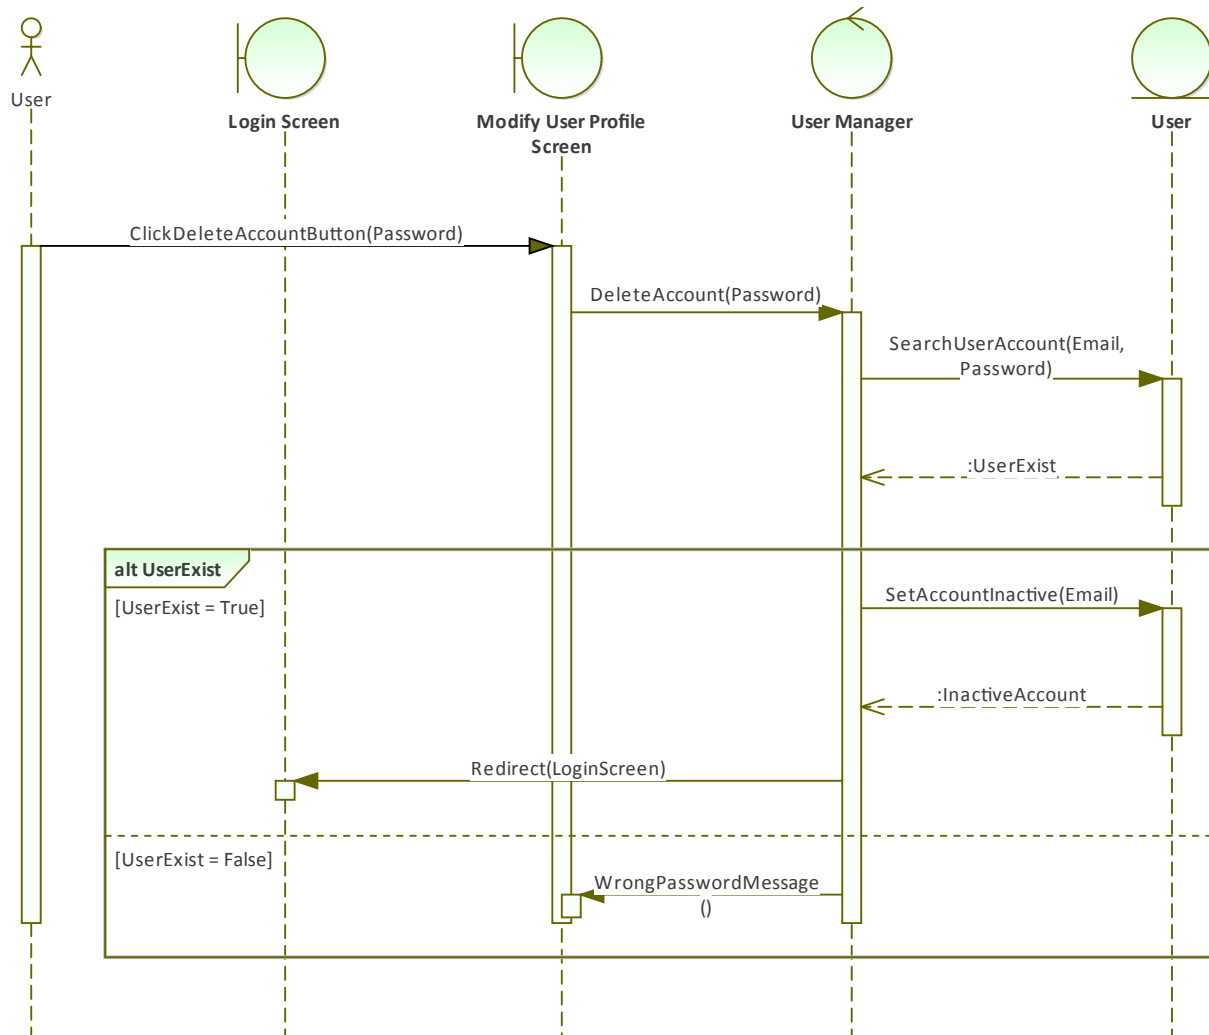 User
Login Screen
Modify User Profile
Screen
User Manager
User
ClickDeleteAccountButton(Password)
DeleteAccount(Password)
SearchUserAccount(Email,
Password)
:UserExist
alt UserExist
[UserExist = True]
SetAccountInactive(Email)
:InactiveAccount
Redirect(LoginScreen)
[UserExist = False]
WrongPasswordMessage
()